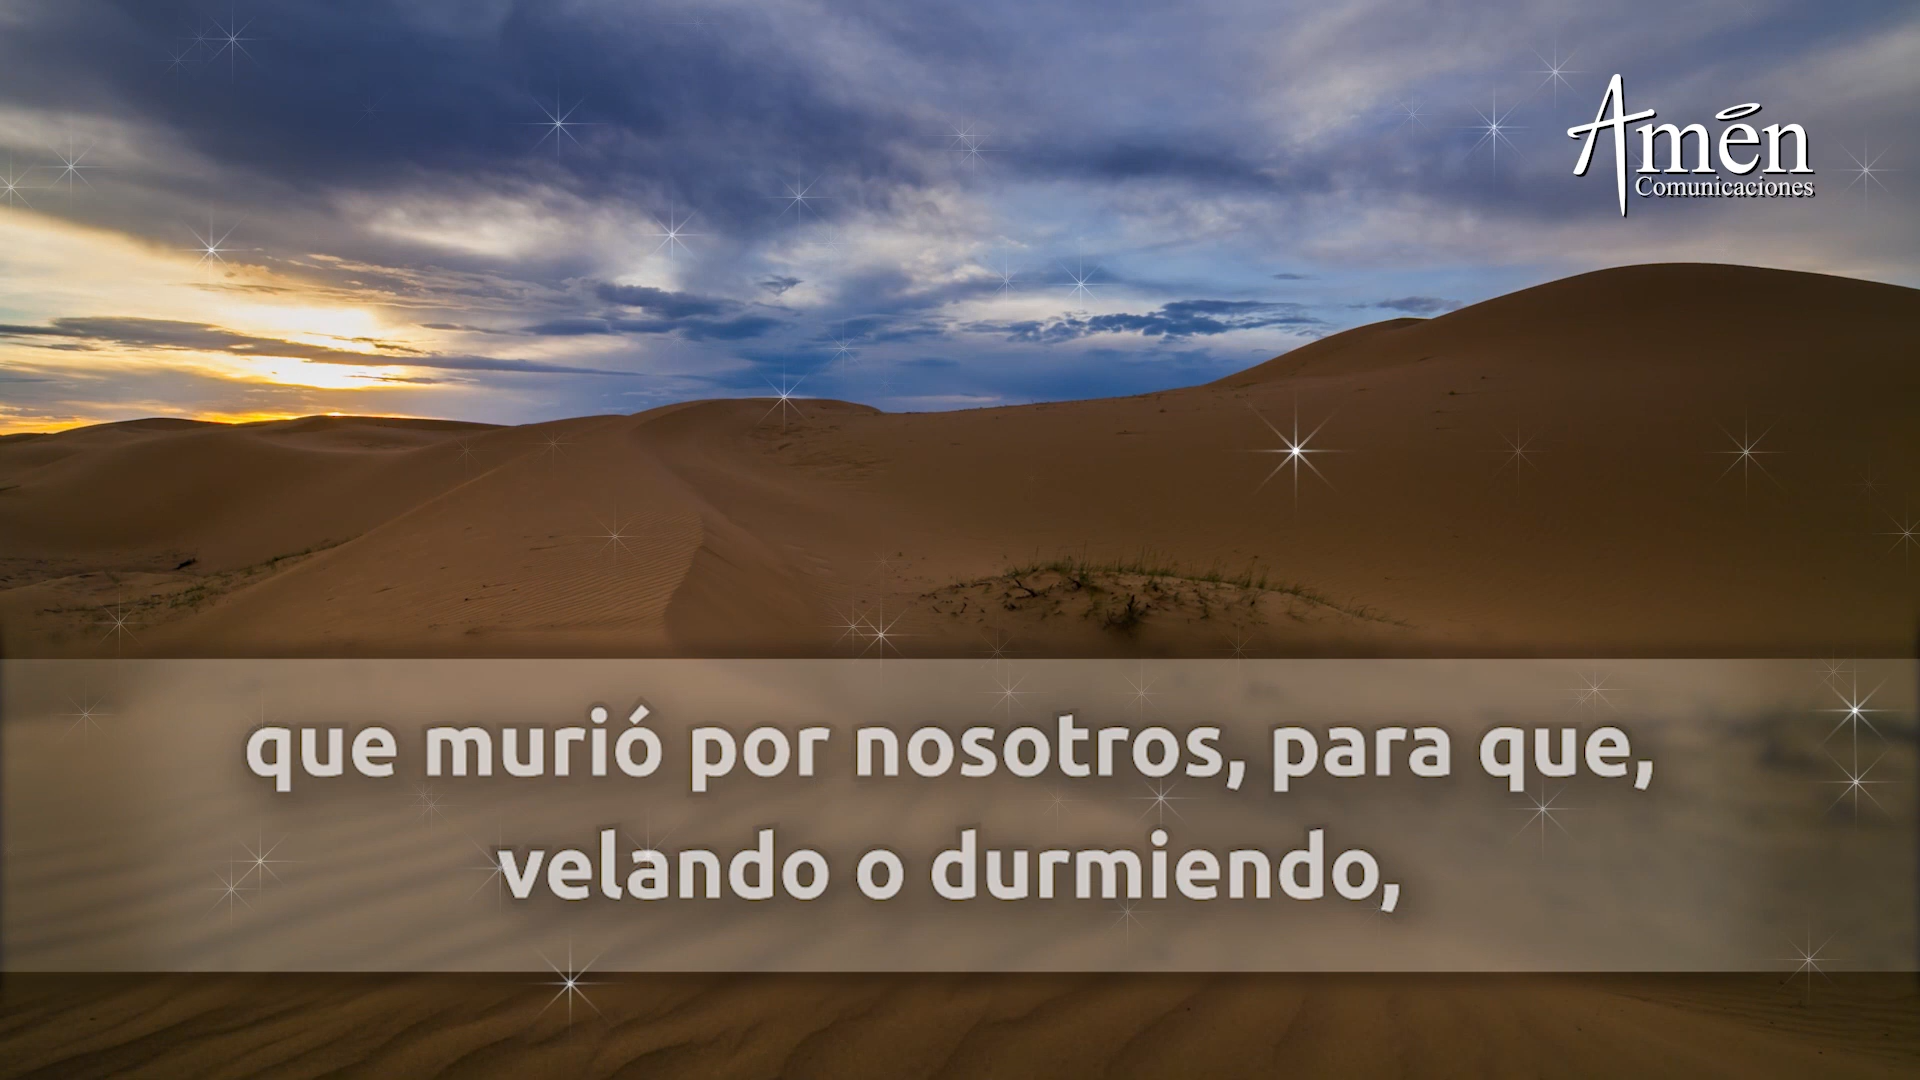 Amén
Comunicaciones
que murió por nosotros, para que,
velando o durmiendo,